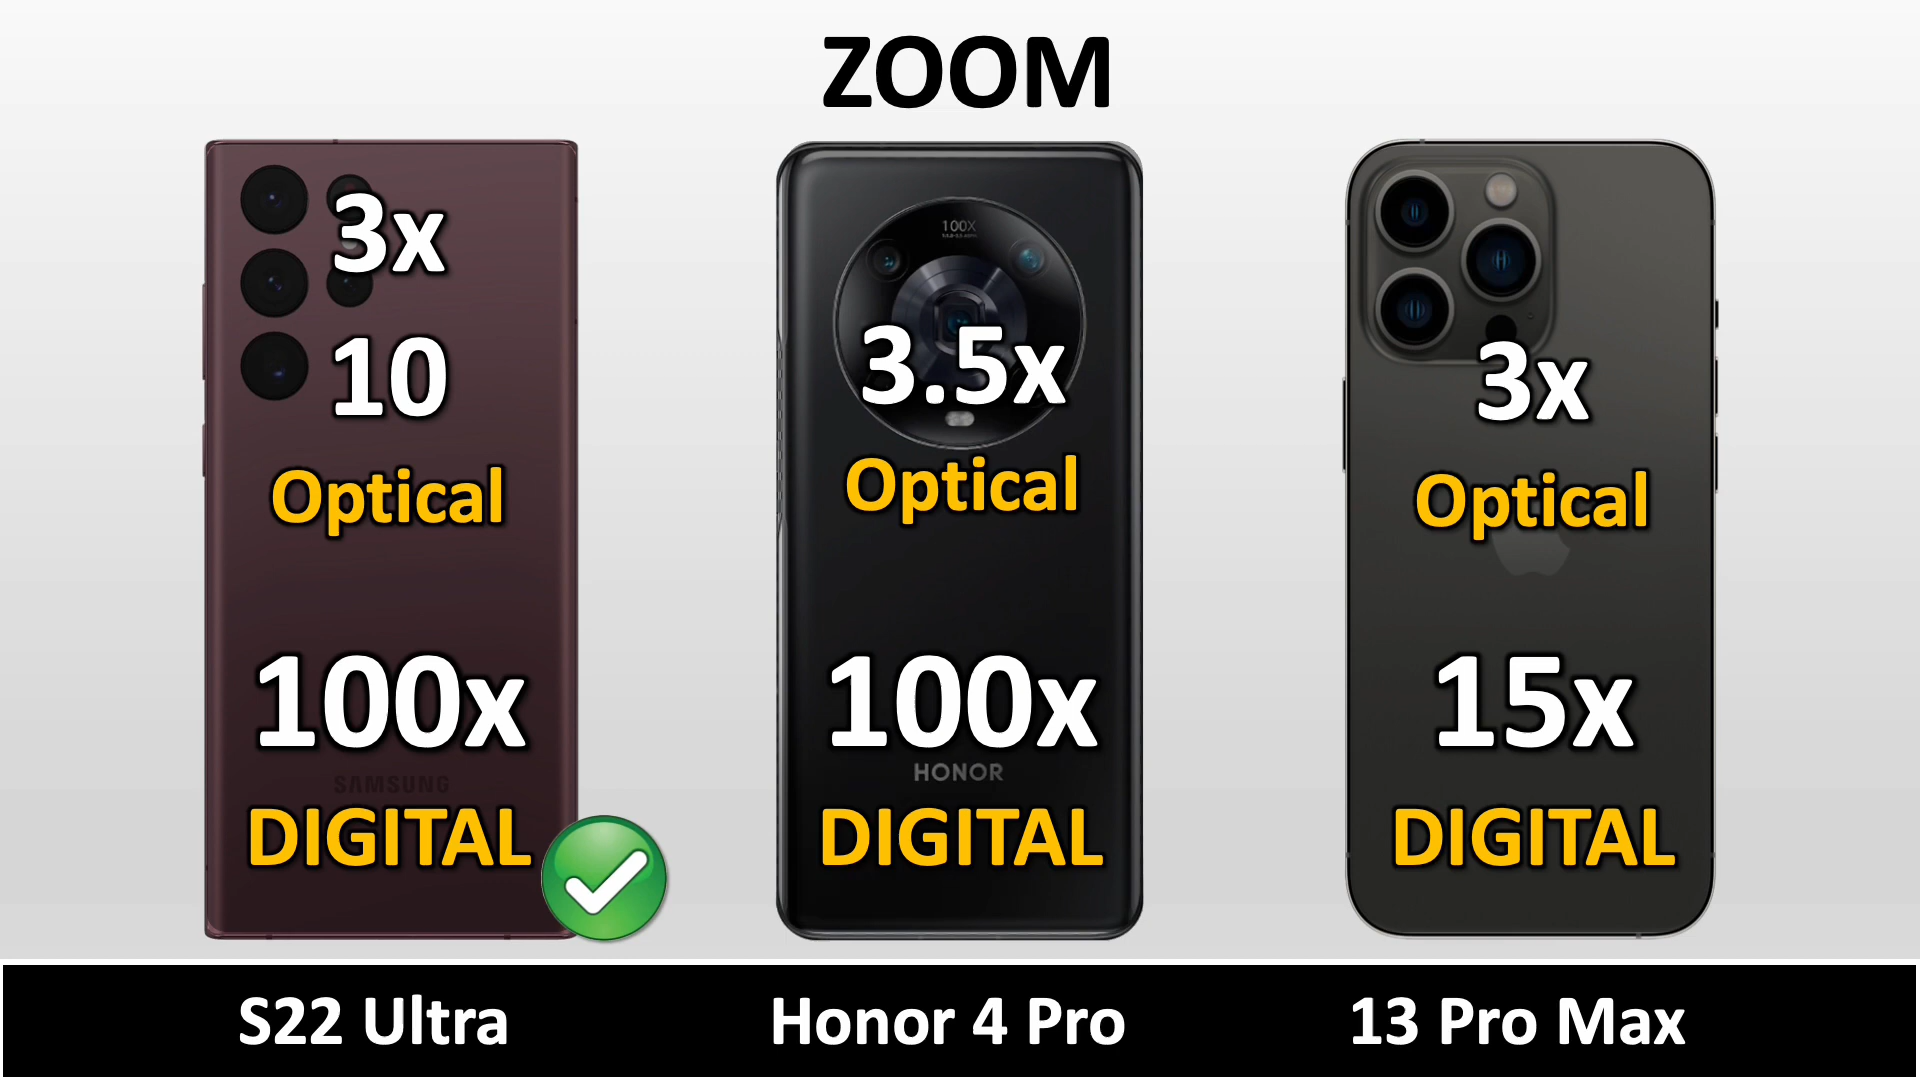 ZOOM
3x
10
Optical
100x
SAMSUNG
DIGITAL
100X
3.5x
Optical
100x
HONOR
DIGITAL
3x
Optical
15x
DIGITAL
S22 Ultra
Honor 4 Pro
13 Pro Max